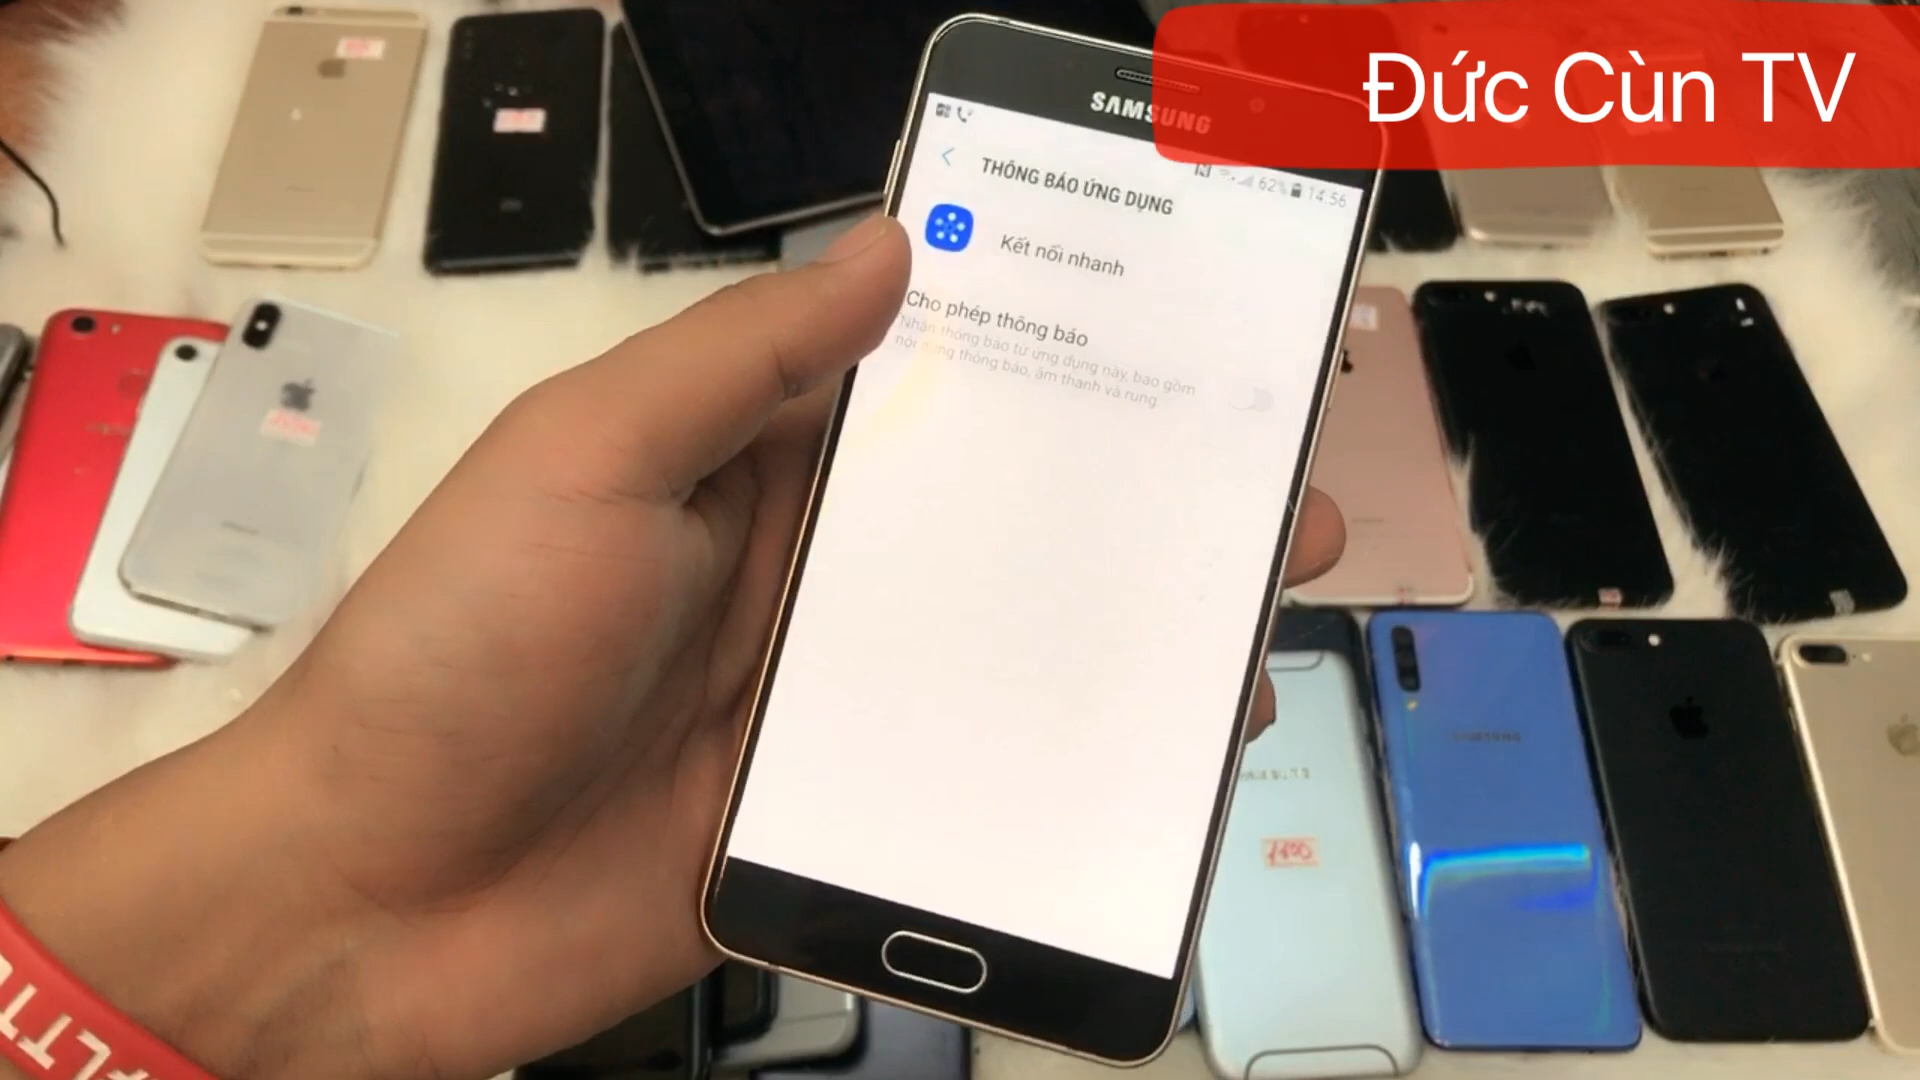 Đức Cùn TV
SAMSUNG
62% 14:56
THÔNG BÁO ỨNG DỤNG
Kết nối nhanh
Cho phép thông báo
Nhận thông báo từ ứng dụng này, bao gồm
nội dung thông báo, âm thanh và rung.
SAMSUNG